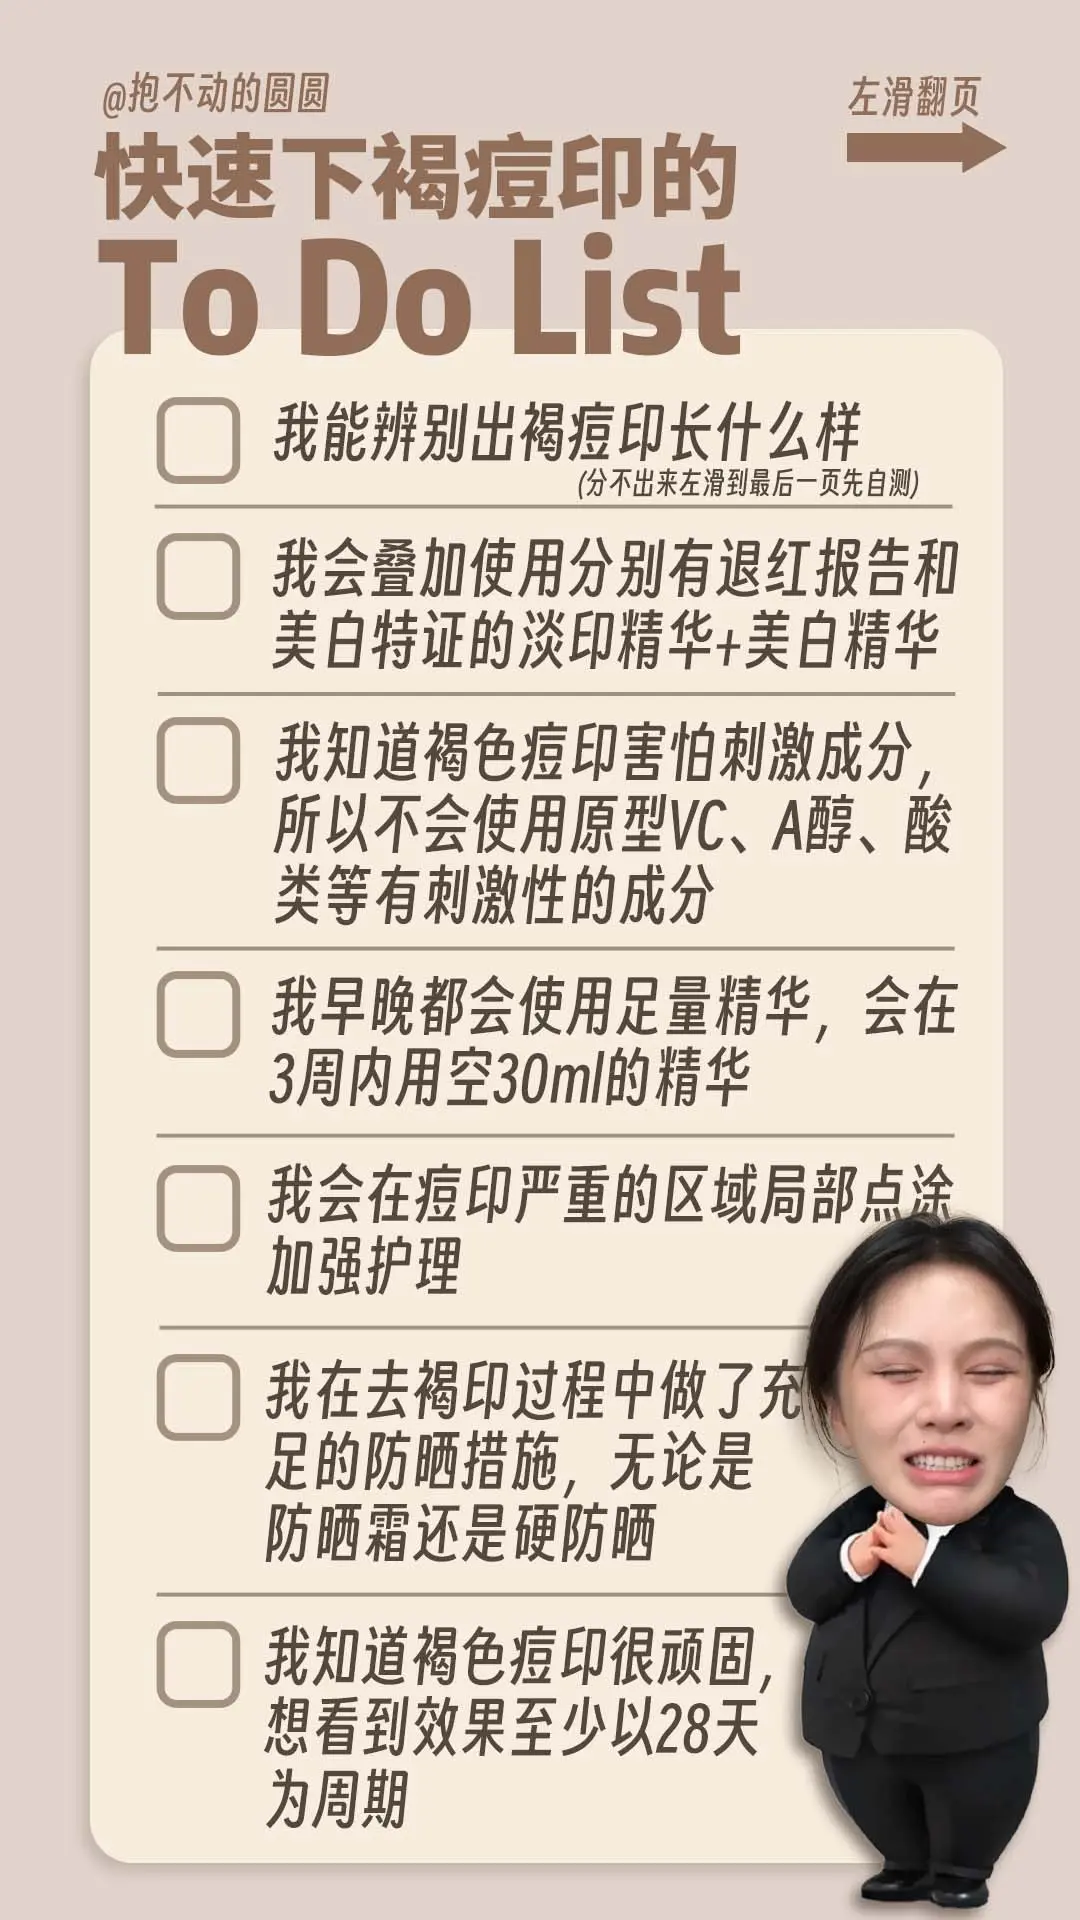 @抱不动的圆圆
左滑翻页
快速下褐痘印的
To Do List
我能辨别出褐痘印长什么样
(分不出来左滑到最后一页先自测)
我会叠加使用分别有退红报告和
美白特证的淡印精华+美白精华
我知道褐色痘印害怕刺激成分，
所以不会使用原型VC、A醇、酸
类等有刺激性的成分
我早晚都会使用足量精华，会在
3周内用空30ml的精华
我会在痘印严重的区域局部点涂
加强护理
我在去褐印过程中做了充
足的防晒措施，无论是
防晒霜还是硬防晒
我知道褐色痘印很顽固，
想看到效果至少以28天
为周期